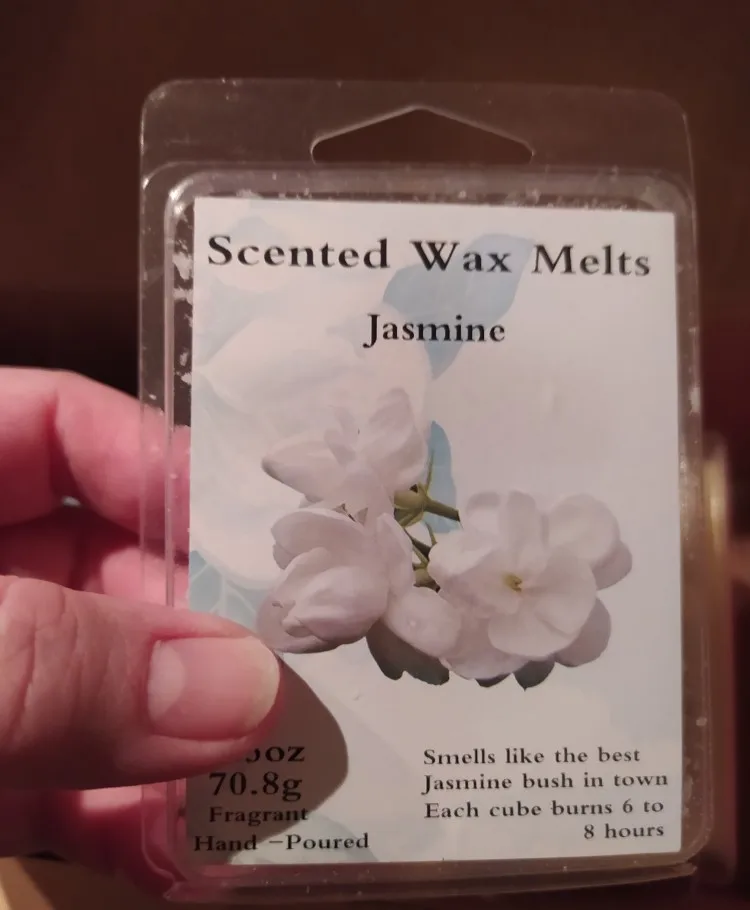 Scented Wax Melts
Jasmine
5oz
70.8g
Fragrant
Hand -Poured
Smells like the best
Jasmine bush in town
Each cube burns 6 to
8 hours